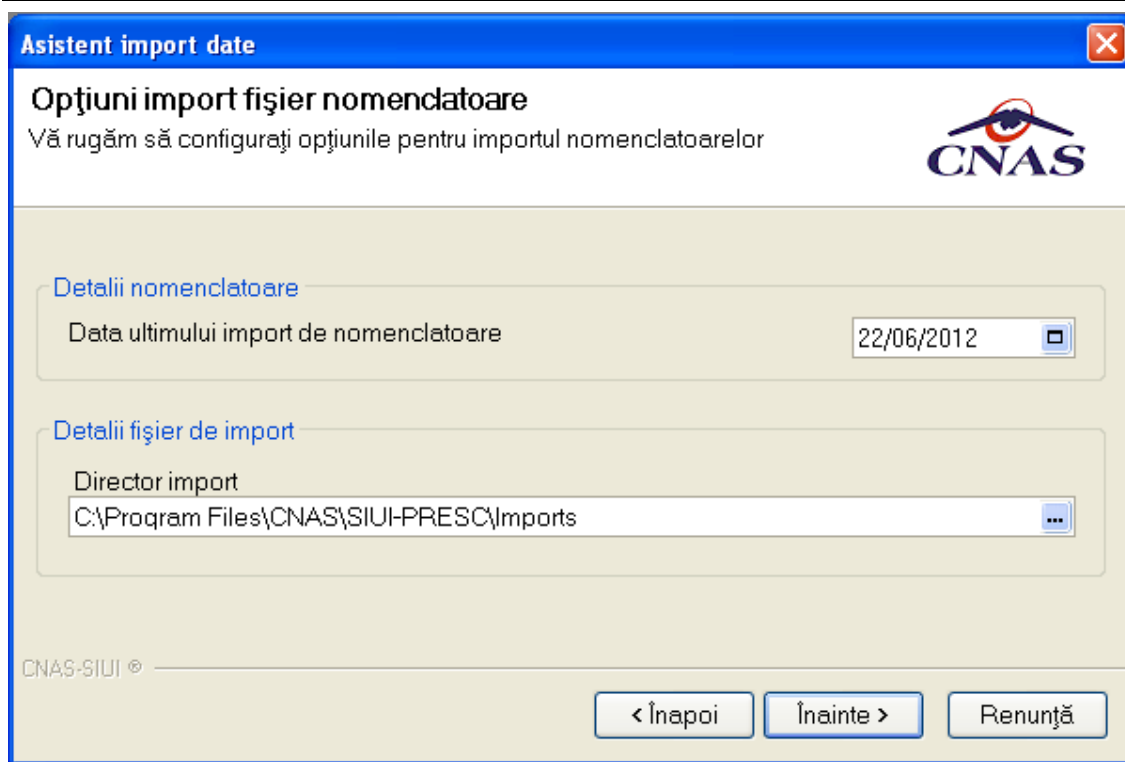 Asistent import date
Opţiuni import fişier nomenclatoare
Vă rugăm să configuraţi opţiunile pentru importul nomenclatoarelor
CNAS
Detalii nomenclatoare
Data ultimului import de nomenclatoare
22/06/2012
Detalii fişier de import
Director import
C:\Program Files\CNAS\SIUI-PRESC\Imports
...
CNAS-SIUI ®
< Înapoi
Înainte >
Renunţă